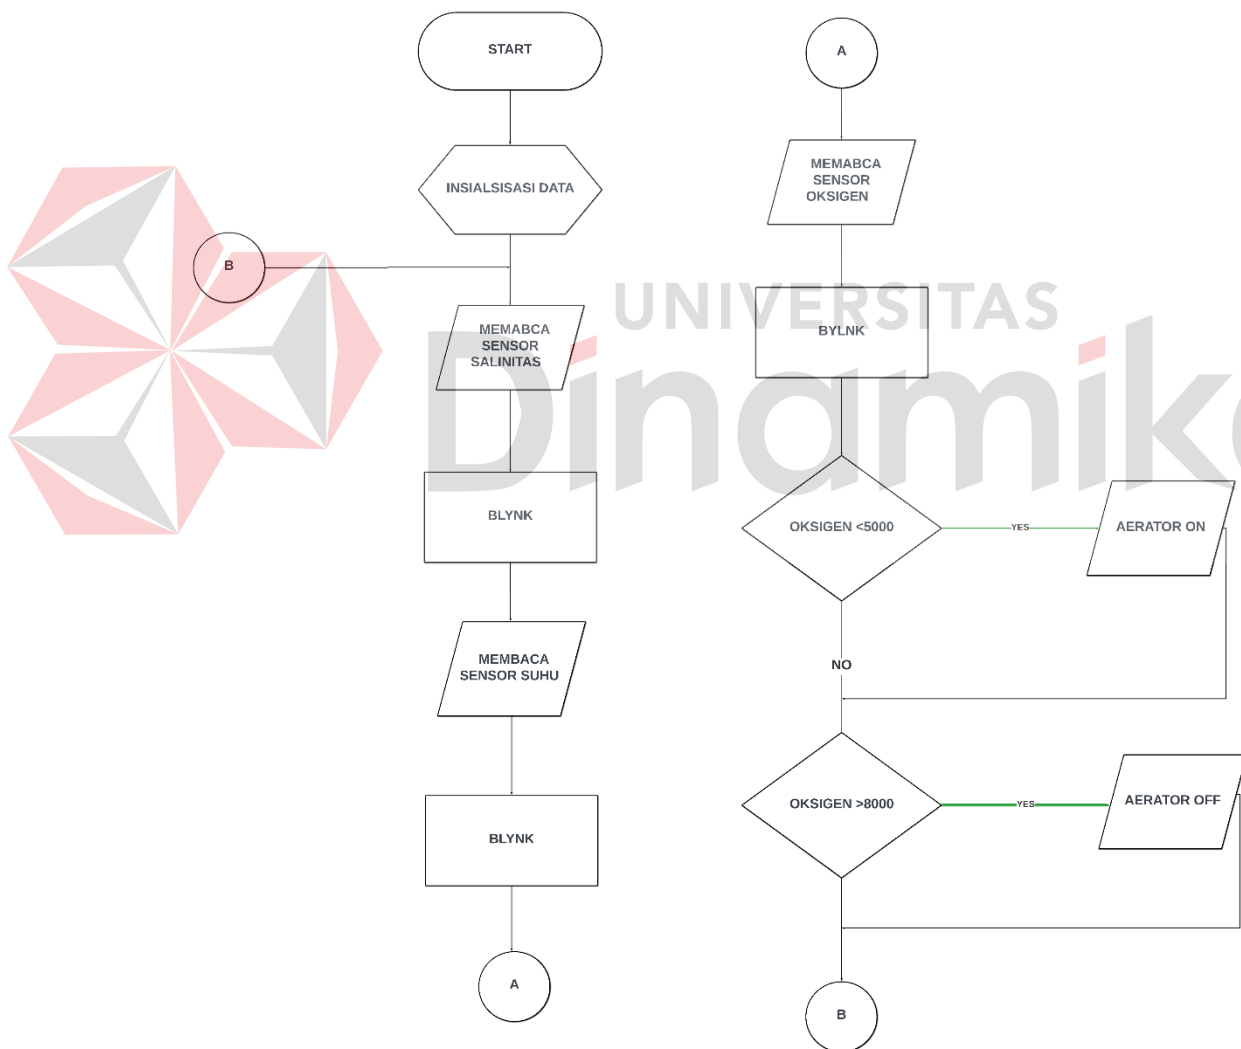 START
INSIALSISASI DATA
B
MEMABCA
SENSOR
SALINITAS
BLYNK
MEMBACA
SENSOR SUHU
BLYNK
A
A
MEMABCA
SENSOR
OKSIGEN
UNIVERSITAS
Dinamika
BYLNK
OKSIGEN <5000
YES
AERATOR ON
NO
OKSIGEN >8000
YES
AERATOR OFF
B